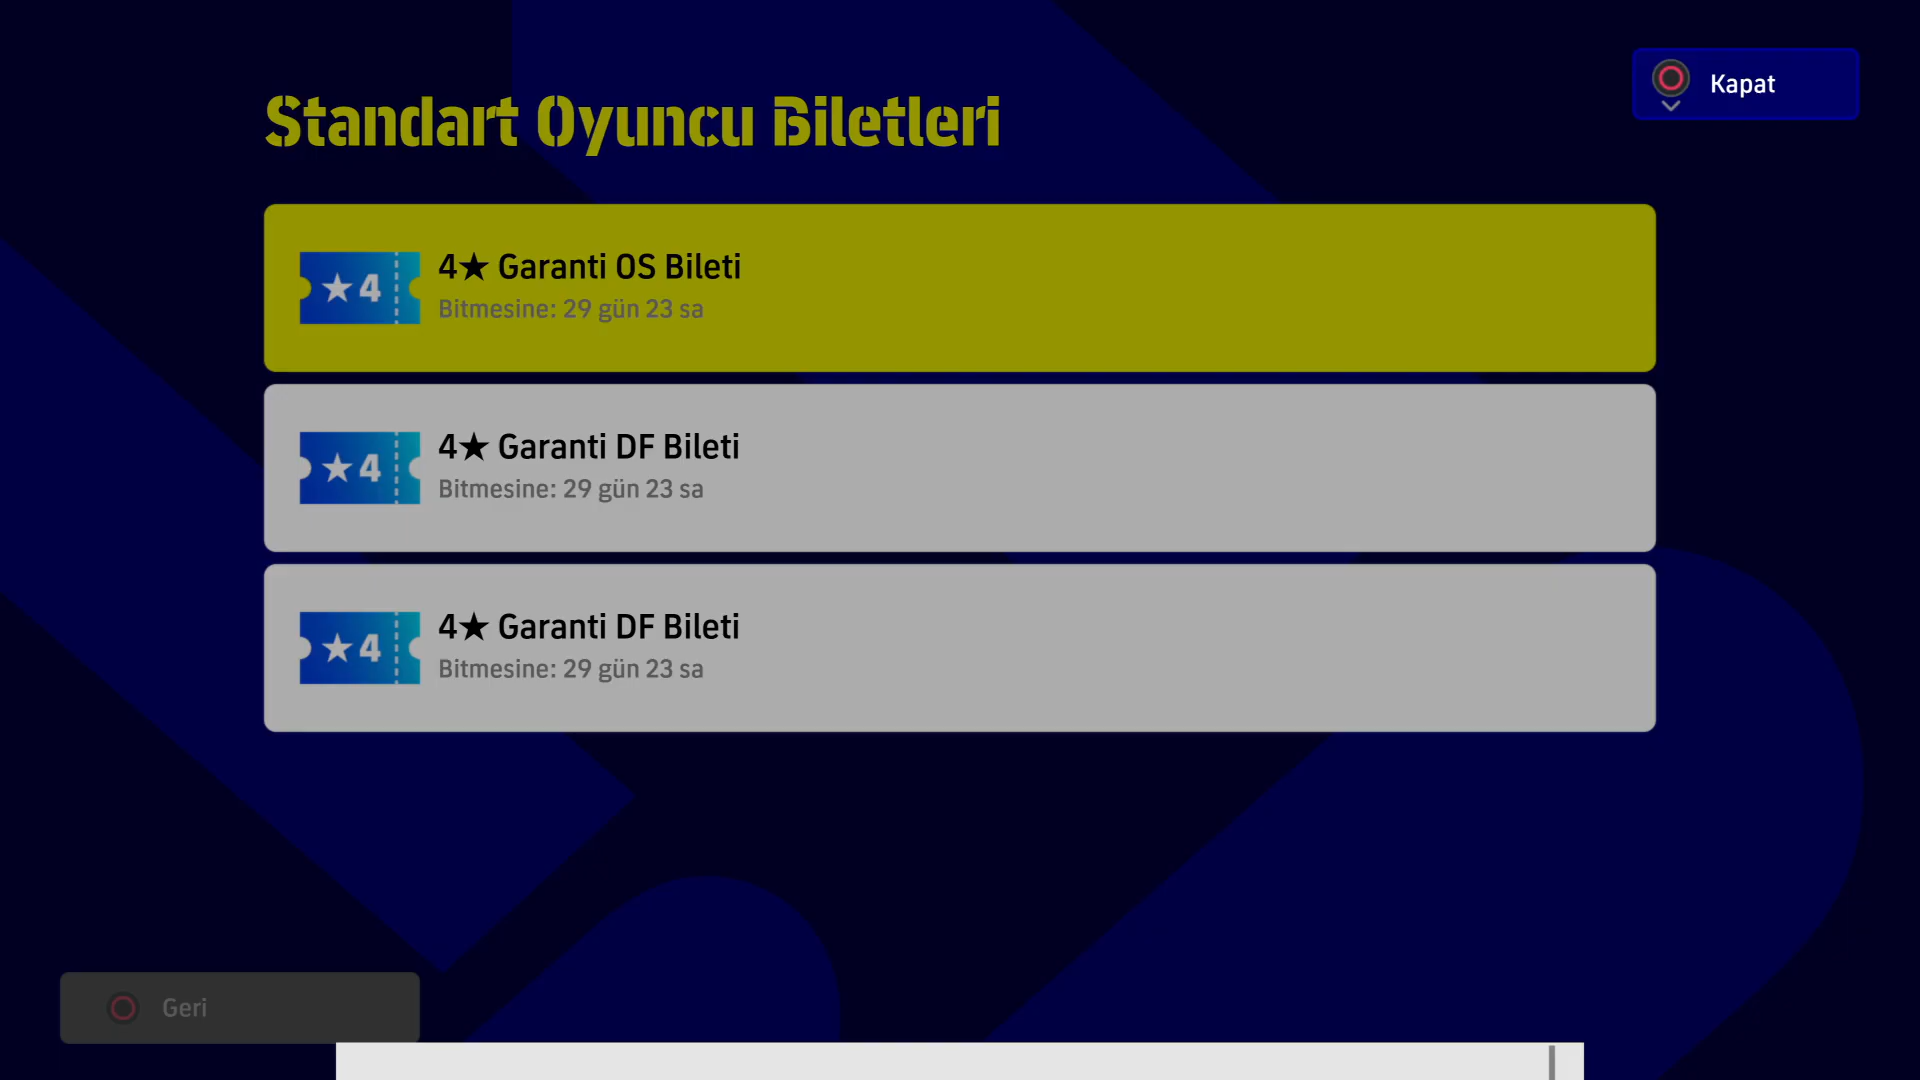 Kapat
Standart Oyuncu Biletleri
★4
4★ Garanti OS Bileti
Bitmesine: 29 gün 23 sa
★4
4★ Garanti DF Bileti
Bitmesine: 29 gün 23 sa
★4
4★ Garanti DF Bileti
Bitmesine: 29 gün 23 sa
Geri